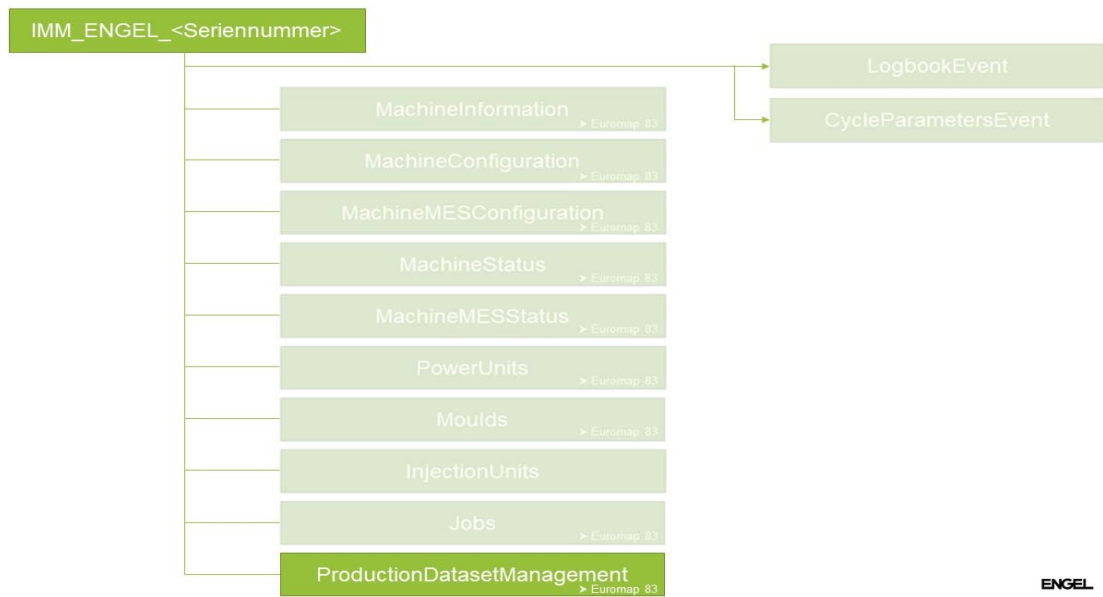 IMM_ENGEL_<Seriennummer>
LogbookEvent
CycleParametersEvent
MachineInformation
➤ Euromap 83
MachineConfiguration
➤ Euromap 83
MachineMESConfiguration
➤ Euromap 83
MachineStatus
➤ Euromap 83
MachineMESStatus
➤ Euromap 83
PowerUnits
➤ Euromap 83
Moulds
➤ Euromap 83
InjectionUnits
Jobs
➤ Euromap 83
ProductionDatasetManagement
➤ Euromap 83
ENGEL